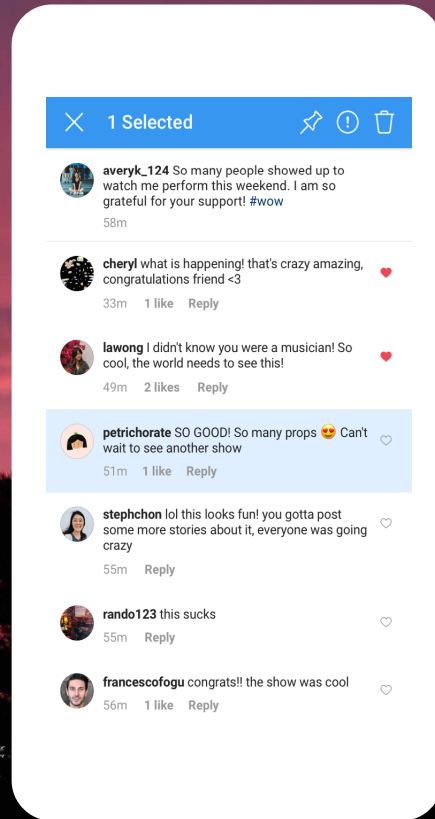 1 Selected
averyk_124 So many people showed up to
watch me perform this weekend. I am so
grateful for your support! #wow
58m
cheryl what is happening! that's crazy amazing,
congratulations friend <3
33m 1 like Reply
lawong I didn't know you were a musician! So
cool, the world needs to see this!
49m 2 likes Reply
petrichorate SO GOOD! So many props 😍 Can't
wait to see another show
51m 1 like Reply
stephchon lol this looks fun! you gotta post
some more stories about it, everyone was going
crazy
55m Reply
rando123 this sucks
55m Reply
francescofogu congrats!! the show was cool
56m 1 like Reply